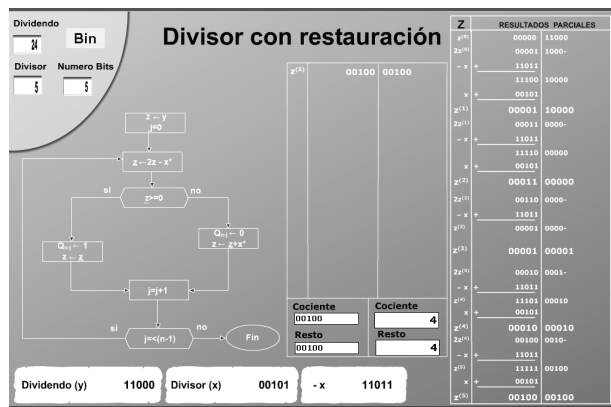 Dividendo
24
Bin
Divisor
Numero Bits
5
5
Divisor con restauración
z ← y
j=0
z ←2z - x*
si
z>=0
no
Qn-j ← 1
z ← z
Qn-j ← 0
z ← z+x*
j=j+1
si
j=<(n-1)
no
Fin
z(5) 00100 00100
Cociente
00100
Cociente
4
Resto
00100
Resto
4
Dividendo (y) 11000
Divisor (x) 00101
- x 11011
Z RESULTADOS PARCIALES
z(0) 00000 11000
2z(0) 00001 1000-
- x + 11011
11100 10000
x + 00101
z(1) 00001 10000
2z(1) 00011 0000-
- x + 11011
11110 00000
x + 00101
z(2) 00011 00000
2z(2) 00110 0000-
- x + 11011
z(3) 00001 0000-
z(3) 00001 00001
2z(3) 00010 0001-
- x + 11011
z(4) 11101 00010
x + 00101
z(4) 00010 00010
2z(4) 00100 0010-
- x + 11011
z(5) 11111 00100
x + 00101
z(5) 00100 00100